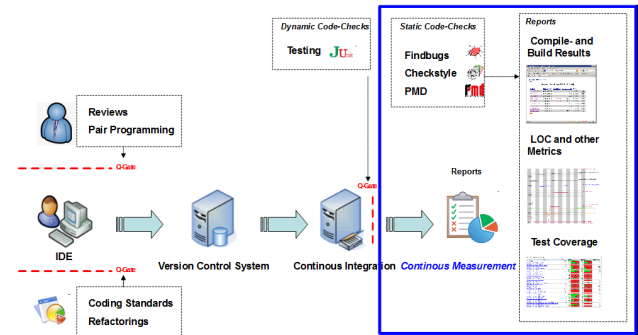 Dynamic Code-Checks
Testing JUnit
Static Code-Checks
Findbugs
Checkstyle
PMD
Reports
Compile- and
Build Results
LOC and other
Metrics
Test Coverage
Reviews
Pair Programming
Q-Gate
Q-Gate
Reports
IDE
Version Control System
Continous Integration
Continous Measurement
Q-Gate
Coding Standards
Refactorings